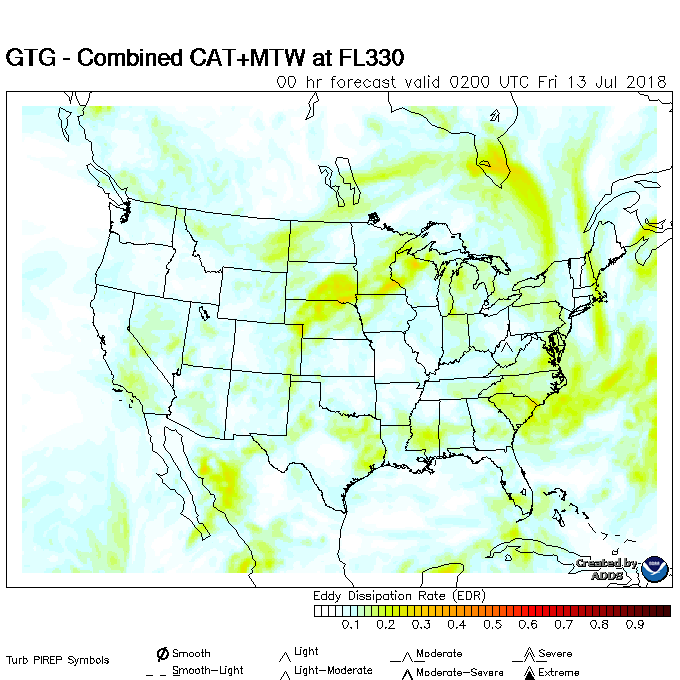 GTG - Combined CAT+MTW at FL330
00 hr forecast valid 0200 UTC Fri 13 Jul 2018
Created by
ADDS
Eddy Dissipation Rate (EDR)
0.1 0.2 0.3 0.4 0.5 0.6 0.7 0.8 0.9
Turb PIREP Symbols
Smooth Light Moderate Severe
Smooth-Light Light-Moderate Moderate-Severe Extreme